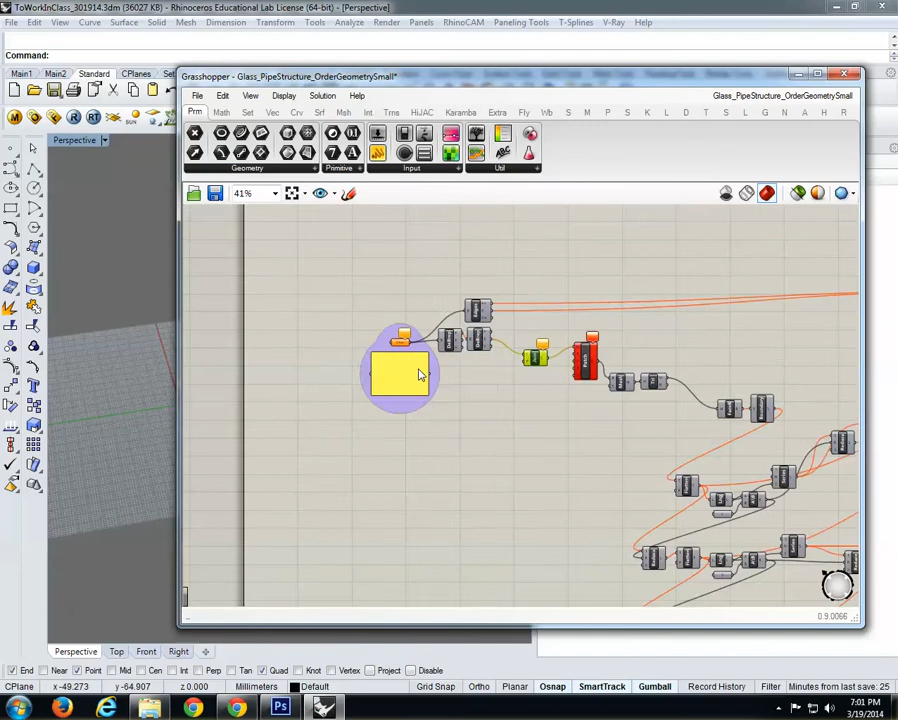 ToWorkInClass_301914.3dm (36027 KB) - Rhinoceros Educational Lab License (64-bit) - [Perspective]
File Edit View Curve Surface Solid Mesh Dimension Transform Tools Analyze Render Panels RhinoCAM Paneling Tools T-Splines V-Ray Help
Command:
Main1 Main2 Standard CPlanes
Grasshopper - Glass_PipeStructure_OrderGeometrySmall*
File Edit View Display Solution Help
Glass_PipeStructure_OrderGeometrySmall
Prm Math Set Vec Crv Srf Msh Int Trns HiJAC Karamba Extra Fly Wb U S M P L K U N A P G H R
Geometry Primitive Input Util
41%
Perspective
0.9.0066
Perspective Top Front Right
End Near Point Mid Cen Int Perp Tan Quad Knot Vertex Project Disable
CPlane x -49.273 y -64.907 z 0.000 Millimeters Default Grid Snap Ortho Planar Osnap SmartTrack Gumball Record History Filter Minutes from last save: 25
7:01 PM
3/19/2014